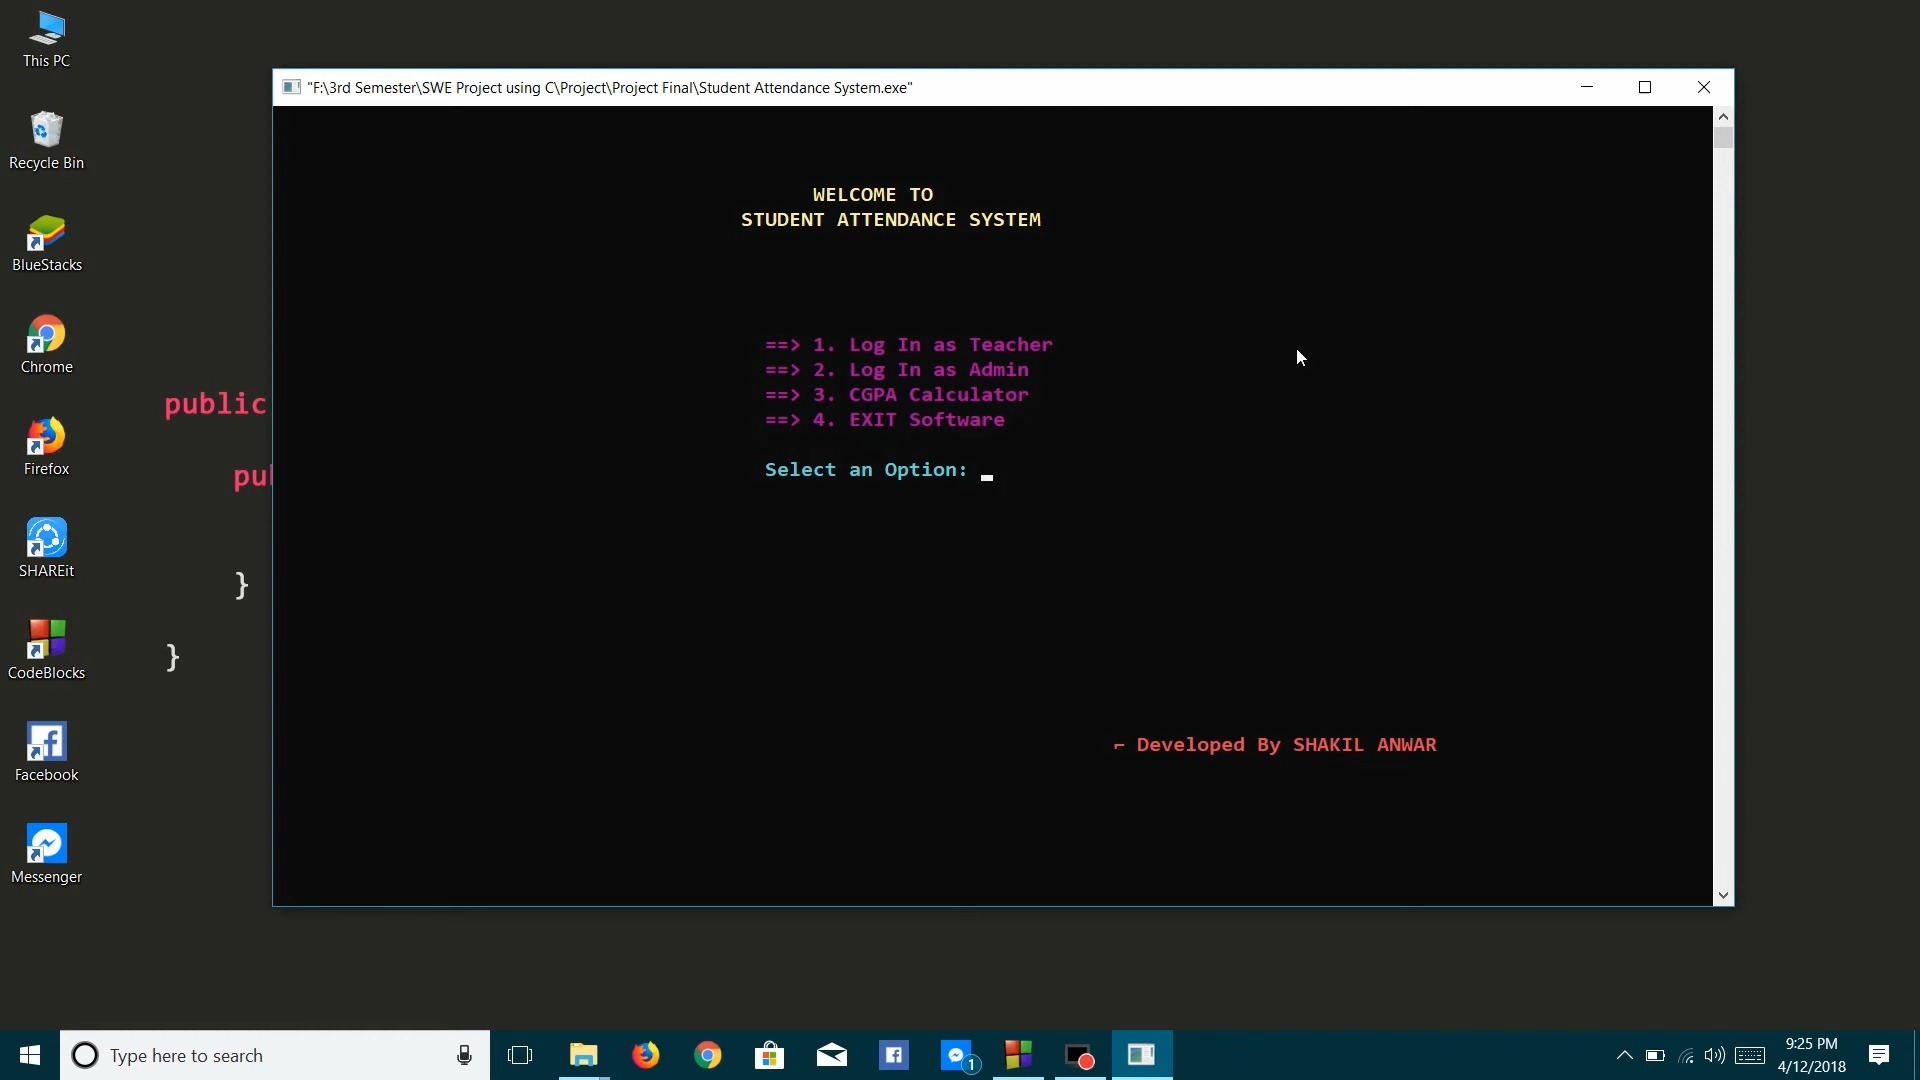 This PC
Recycle Bin
BlueStacks
Chrome
Firefox
SHAREit
CodeBlocks
Facebook
Messenger
public
pu
}
}
"F:\3rd Semester\SWE Project using C\Project\Project Final\Student Attendance System.exe"
WELCOME TO
STUDENT ATTENDANCE SYSTEM
==> 1. Log In as Teacher
==> 2. Log In as Admin
==> 3. CGPA Calculator
==> 4. EXIT Software
Select an Option: _
⌐ Developed By SHAKIL ANWAR
Type here to search
1
9:25 PM
4/12/2018